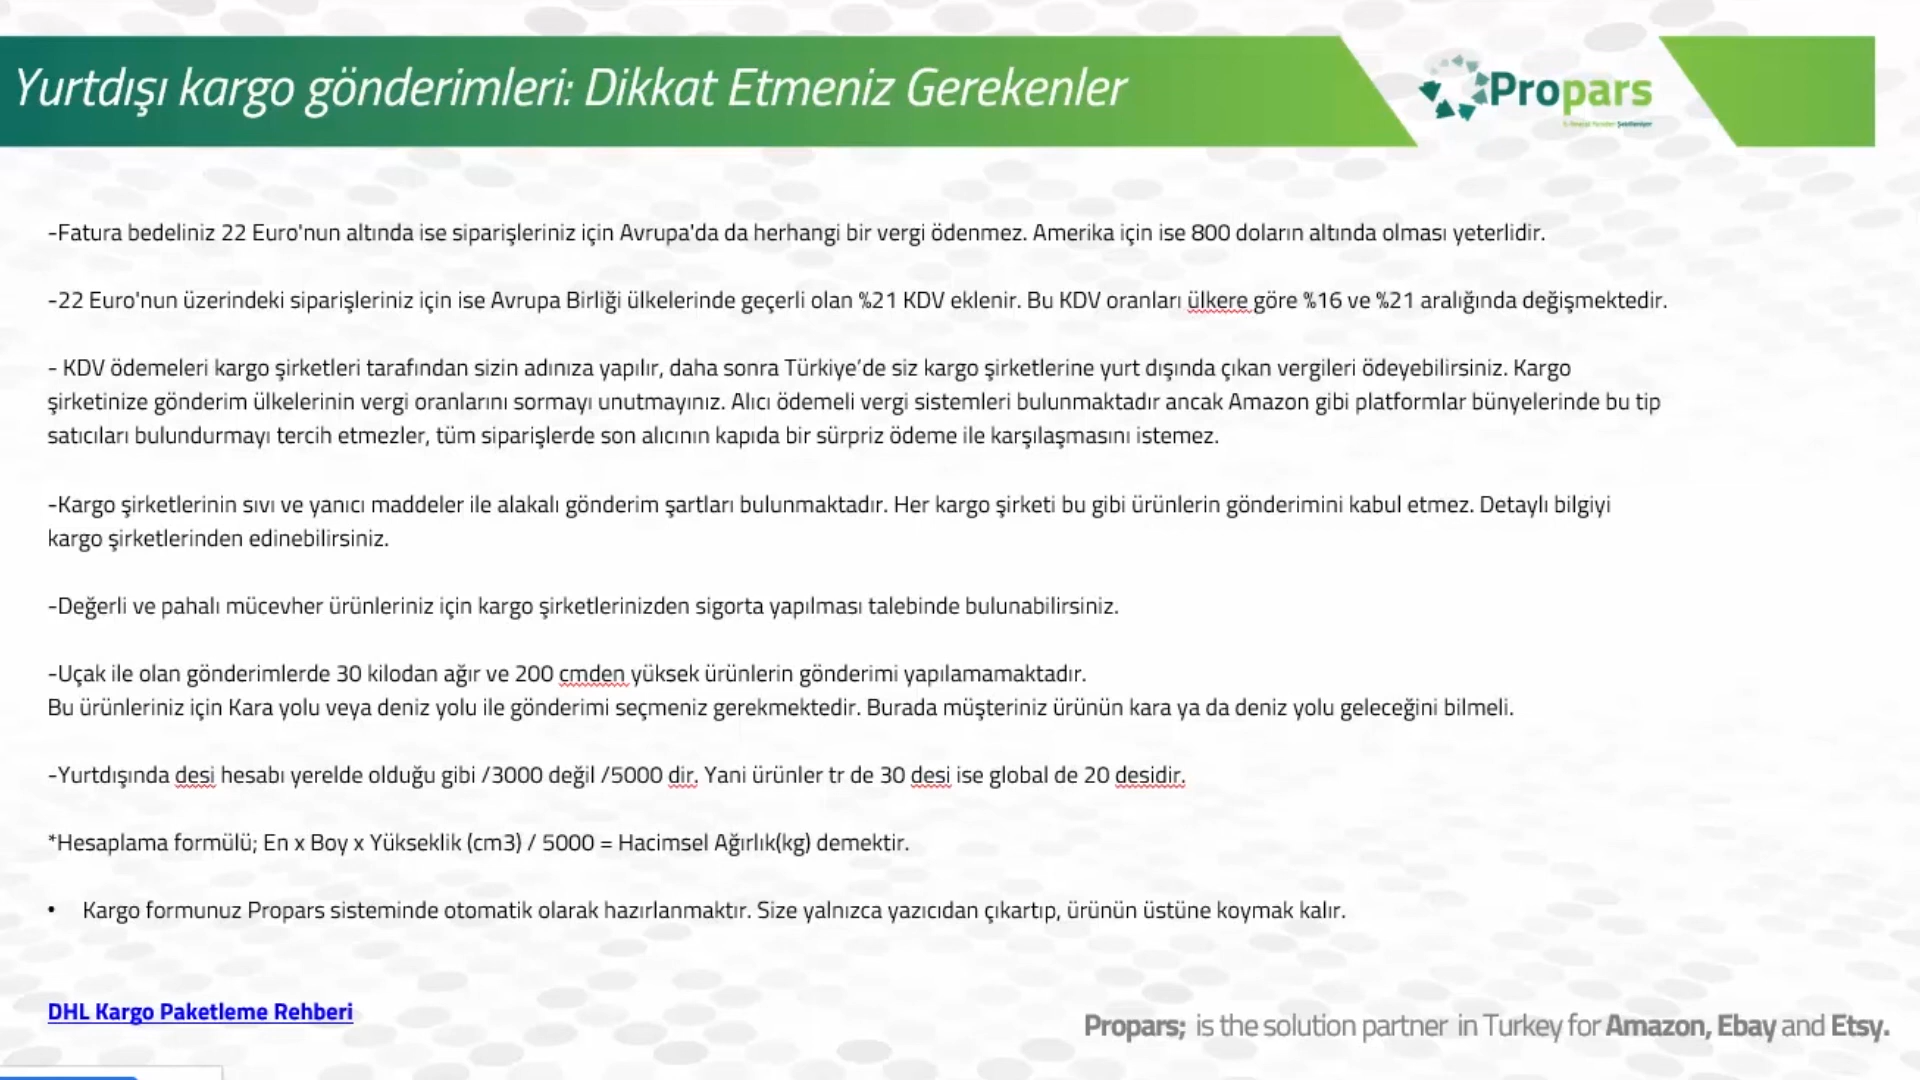 Yurtdışı kargo gönderimleri: Dikkat Etmeniz Gerekenler
Propars
-Fatura bedeliniz 22 Euro'nun altında ise siparişleriniz için Avrupa'da da herhangi bir vergi ödenmez. Amerika için ise 800 doların altında olması yeterlidir.
-22 Euro'nun üzerindeki siparişleriniz için ise Avrupa Birliği ülkelerinde geçerli olan %21 KDV eklenir. Bu KDV oranları ülkere göre %16 ve %21 aralığında değişmektedir.
- KDV ödemeleri kargo şirketleri tarafından sizin adınıza yapılır, daha sonra Türkiye’de siz kargo şirketlerine yurt dışında çıkan vergileri ödeyebilirsiniz. Kargo
şirketinize gönderim ülkelerinin vergi oranlarını sormayı unutmayınız. Alıcı ödemeli vergi sistemleri bulunmaktadır ancak Amazon gibi platformlar bünyelerinde bu tip
satıcıları bulundurmayı tercih etmezler, tüm siparişlerde son alıcının kapıda bir sürpriz ödeme ile karşılaşmasını istemez.
-Kargo şirketlerinin sıvı ve yanıcı maddeler ile alakalı gönderim şartları bulunmaktadır. Her kargo şirketi bu gibi ürünlerin gönderimini kabul etmez. Detaylı bilgiyi
kargo şirketlerinden edinebilirsiniz.
-Değerli ve pahalı mücevher ürünleriniz için kargo şirketlerinizden sigorta yapılması talebinde bulunabilirsiniz.
-Uçak ile olan gönderimlerde 30 kilodan ağır ve 200 cmden yüksek ürünlerin gönderimi yapılamamaktadır.
Bu ürünleriniz için Kara yolu veya deniz yolu ile gönderimi seçmeniz gerekmektedir. Burada müşteriniz ürünün kara ya da deniz yolu geleceğini bilmeli.
-Yurtdışında desi hesabı yerelde olduğu gibi /3000 değil /5000 dir. Yani ürünler tr de 30 desi ise global de 20 desidir.
*Hesaplama formülü; En x Boy x Yükseklik (cm3) / 5000 = Hacimsel Ağırlık(kg) demektir.
• Kargo formunuz Propars sisteminde otomatik olarak hazırlanmaktır. Size yalnızca yazıcıdan çıkartıp, ürünün üstüne koymak kalır.
DHL Kargo Paketleme Rehberi
Propars; is the solution partner in Turkey for Amazon, Ebay and Etsy.